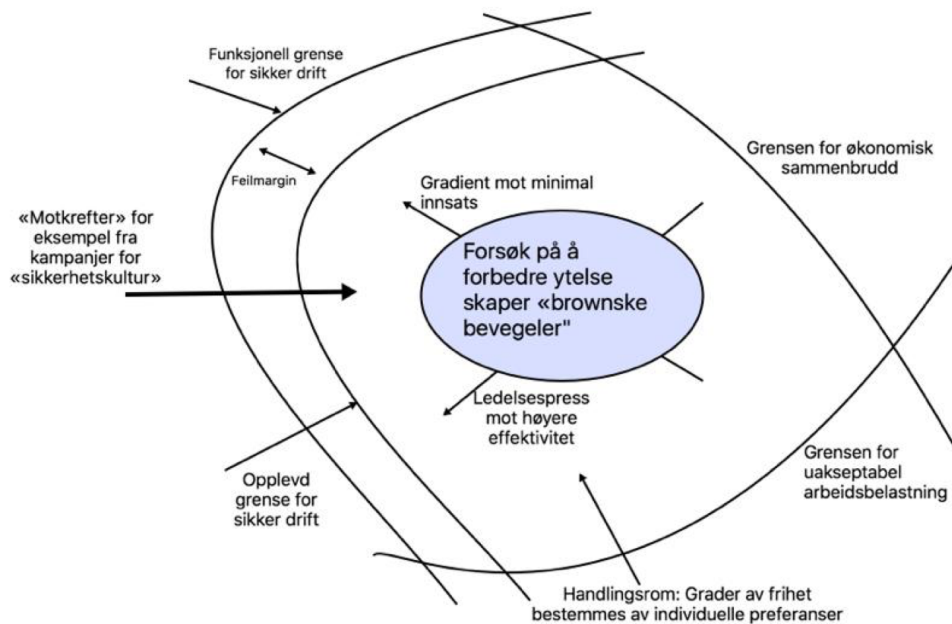 Funksjonell grense
for sikker drift
Feilmargin
«Motkrefter» for
eksempel fra
kampanjer for
«sikkerhetskultur»
Gradient mot minimal
innsats
Grensen for økonomisk
sammenbrudd
Forsøk på å
forbedre ytelse
skaper «brownske
bevegeler"
Ledelsespress
mot høyere
effektivitet
Opplevd
grense for
sikker drift
Grensen for
uakseptabel
arbeidsbelastning
Handlingsrom: Grader av frihet
bestemmes av individuelle preferanser